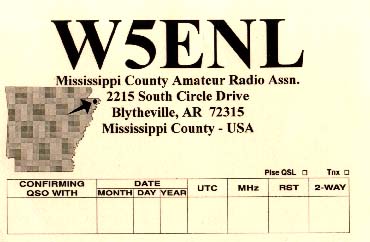 W5ENL
Mississippi County Amateur Radio Assn.
2215 South Circle Drive
Blytheville, AR 72315
Mississippi County - USA
Plse QSL □ Tnx □
CONFIRMING QSO WITH
DATE
MONTH DAY YEAR
UTC MHz RST 2-WAY